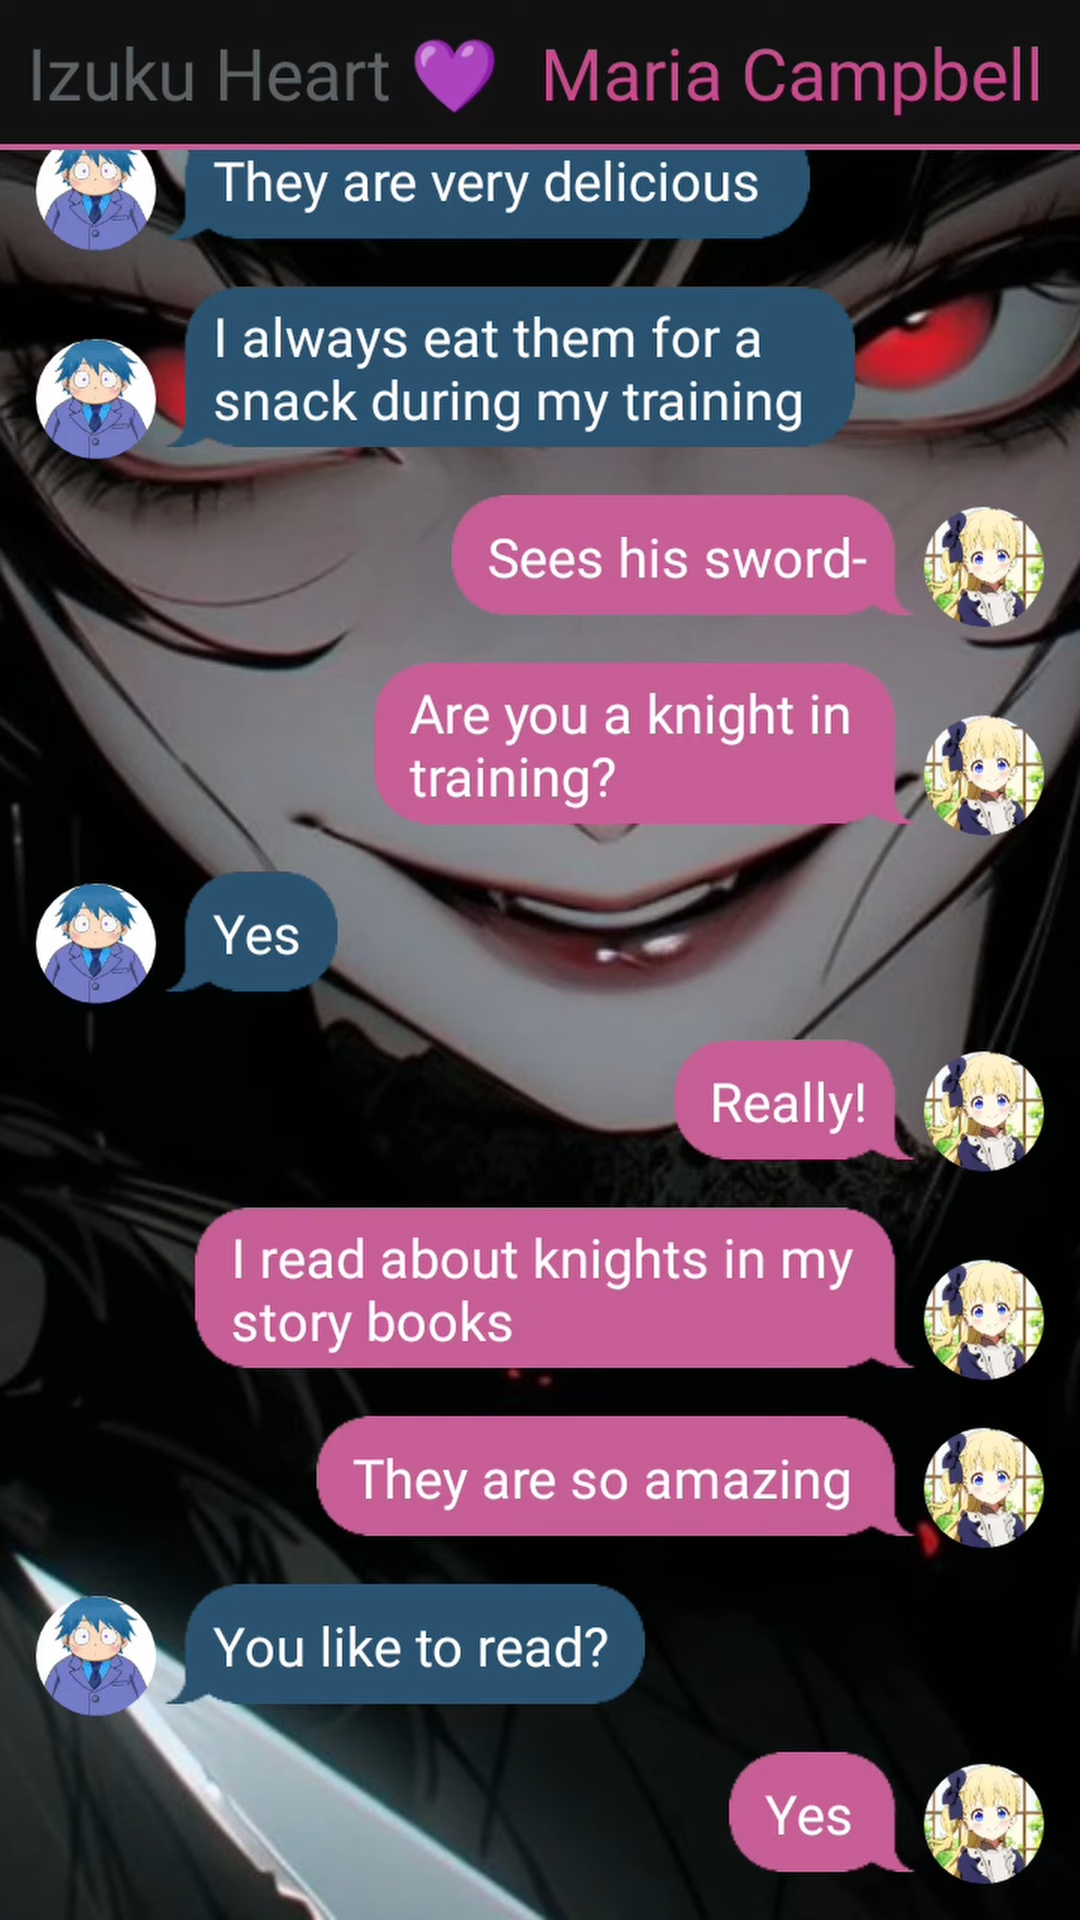 Izuku Heart 💜 Maria Campbell
They are very delicious
I always eat them for a
snack during my training
Sees his sword-
Are you a knight in
training?
Yes
Really!
I read about knights in my
story books
They are so amazing
You like to read?
Yes